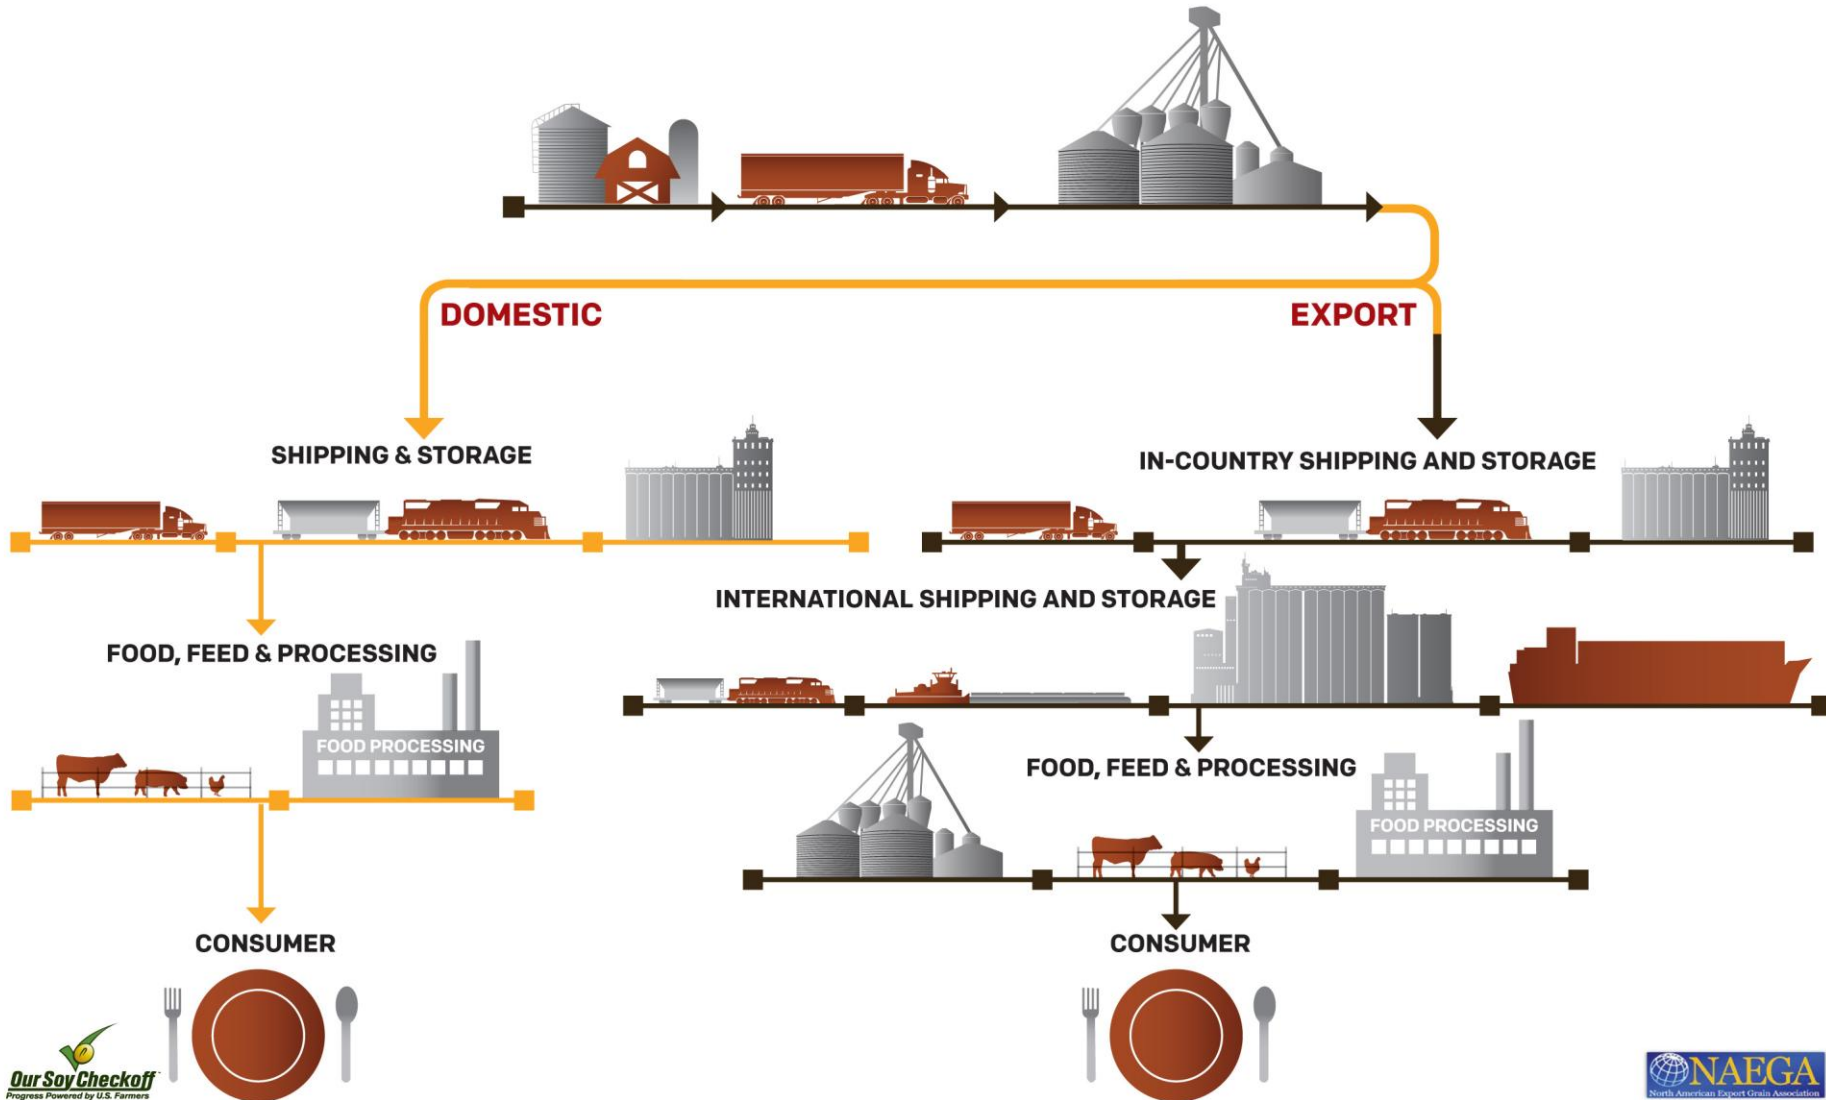 DOMESTIC
EXPORT
SHIPPING & STORAGE
IN-COUNTRY SHIPPING AND STORAGE
INTERNATIONAL SHIPPING AND STORAGE
FOOD, FEED & PROCESSING
FOOD PROCESSING
FOOD, FEED & PROCESSING
FOOD PROCESSING
CONSUMER
CONSUMER
Our Soy Checkoff
Progress Powered by U.S. Farmers
NAEGA
North American Export Grain Association